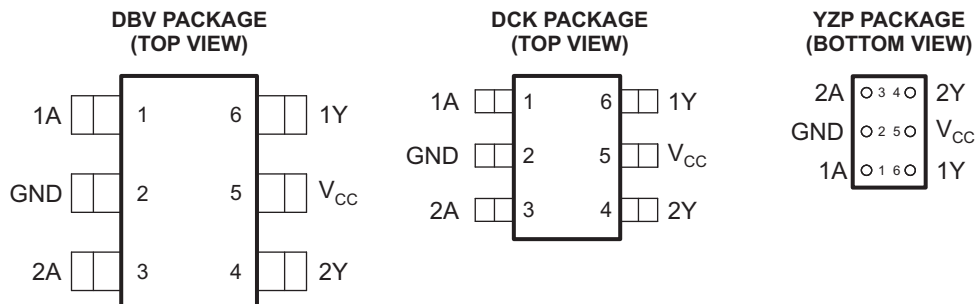 DBV PACKAGE
(TOP VIEW)
1A 1 6 1Y
GND 2 5 VCC
2A 3 4 2Y
DCK PACKAGE
(TOP VIEW)
1A 1 6 1Y
GND 2 5 VCC
2A 3 4 2Y
YZP PACKAGE
(BOTTOM VIEW)
2A 3 4 2Y
GND 2 5 VCC
1A 1 6 1Y